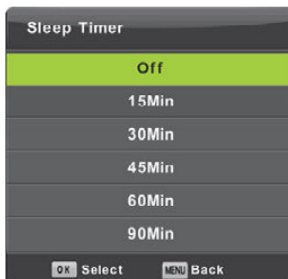 Sleep Timer
Off
15Min
30Min
45Min
60Min
90Min
OK Select MENU Back